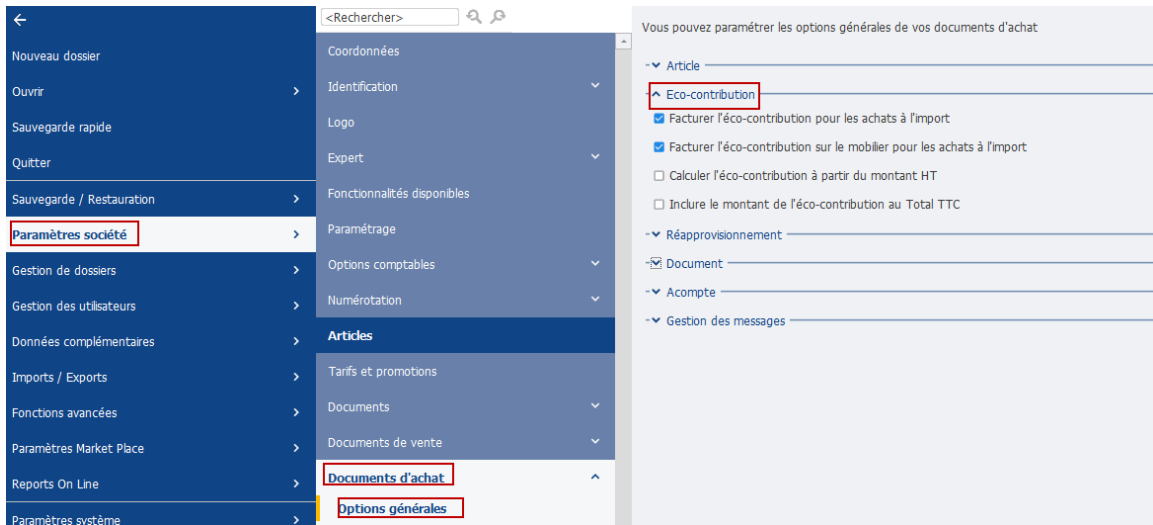 Nouveau dossier
Ouvrir
Sauvegarde rapide
Quitter
Sauvegarde / Restauration
Paramètres société
Gestion de dossiers
Gestion des utilisateurs
Données complémentaires
Imports / Exports
Fonctions avancées
Paramètres Market Place
Reports On Line
Paramètres système
<Rechercher>
Coordonnées
Identification
Logo
Expert
Fonctionnalités disponibles
Paramétrage
Options comptables
Numérotation
Articles
Tarifs et promotions
Documents
Documents de vente
Documents d'achat
Options générales
Vous pouvez paramétrer les options générales de vos documents d'achat
Article
Eco-contribution
Facturer l'éco-contribution pour les achats à l'import
Facturer l'éco-contribution sur le mobilier pour les achats à l'import
Calculer l'éco-contribution à partir du montant HT
Inclure le montant de l'éco-contribution au Total TTC
Réapprovisionnement
Document
Acompte
Gestion des messages